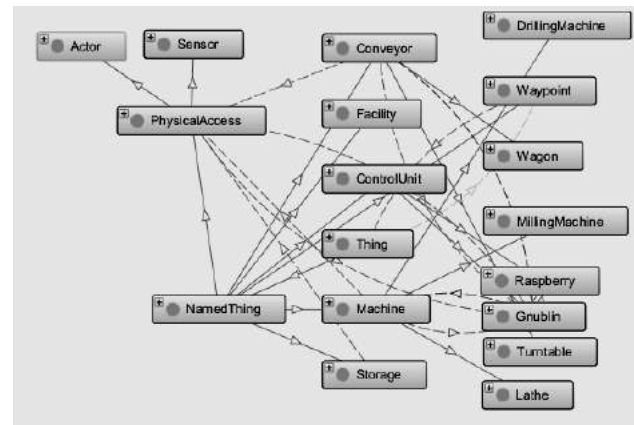 Actor
Sensor
Conveyor
DrillingMachine
Waypoint
PhysicalAccess
Facility
Wagon
ControlUnit
MillingMachine
Thing
Raspberry
NamedThing
Machine
Gnublin
Turntable
Storage
Lathe